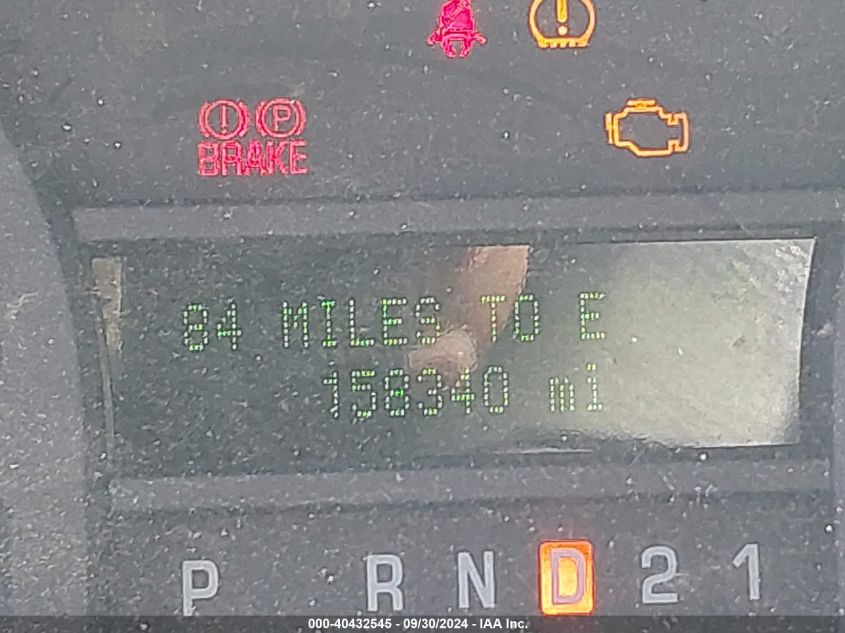 BRAKE
84 MILES TO E
158340 mi
P R N D 2 1
000-40432545 - 09/30/2024 - IAA Inc.